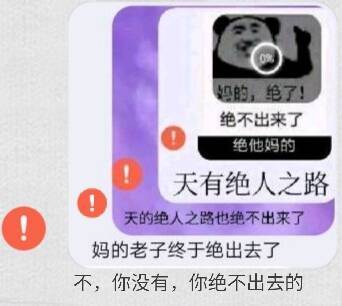 0%
妈的，绝了！
绝不出来了
绝他妈的
天有绝人之路
天的绝人之路也绝不出来了
妈的老子终于绝出去了
不，你没有，你绝不出去的